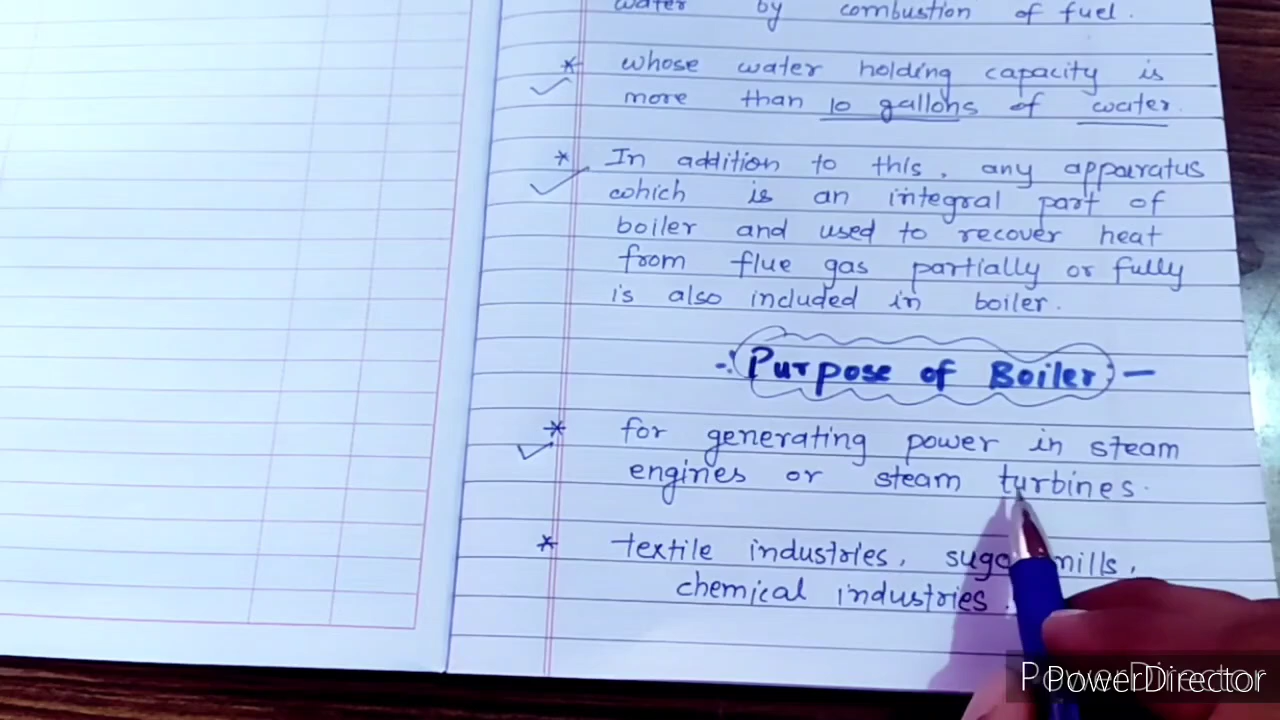 water by combustion of fuel.
* whose water holding capacity is
more than 10 gallons of water.
* In addition to this, any apparatus
which is an integral part of
boiler and used to recover heat
from flue gas partially or fully
is also included in boiler.
-: Purpose of Boiler :-
* for generating power in steam
engines or steam turbines.
* textile industries, sugar mills,
chemical industries.
PowerDirector
PowerDirector